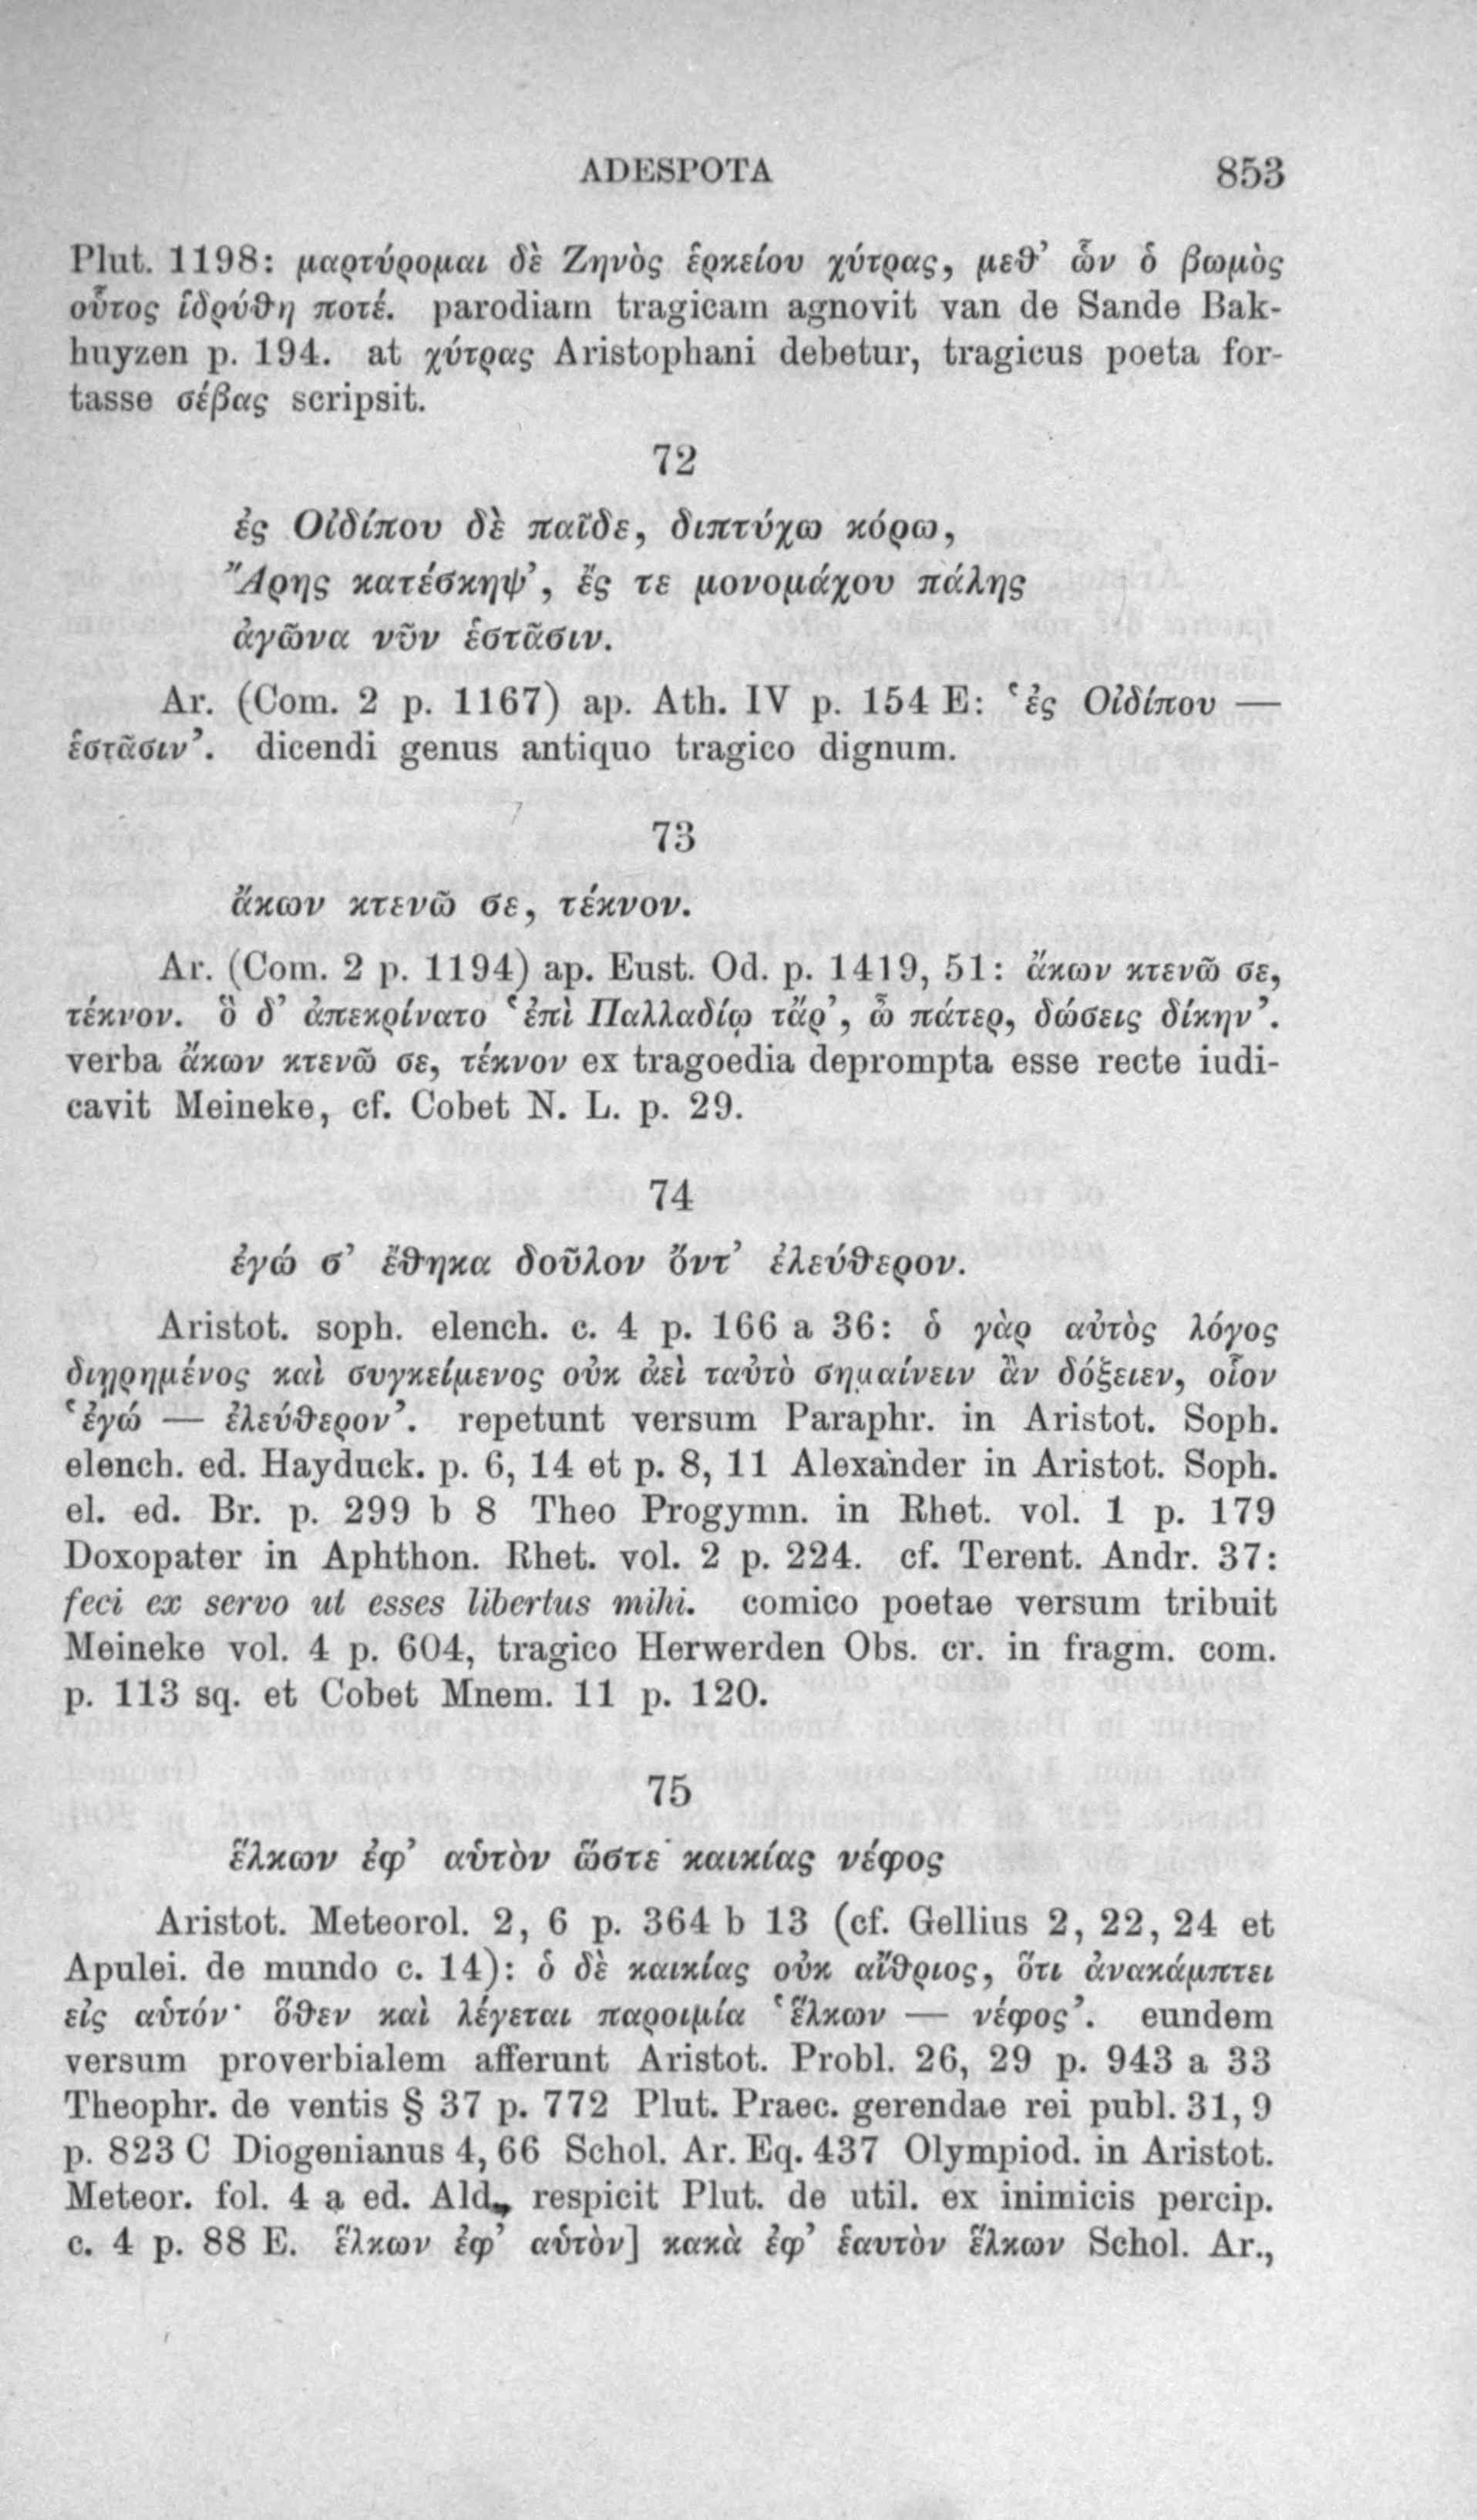 ADESPOTA 853
Plut. 1198: μαρτύρομαι δὲ Ζηνὸς ἑρκείου χύτρας, μεθ’ ὧν ὁ βωμὸς
οὗτος ἱδρύθη ποτέ. parodiam tragicam agnovit van de Sande Bak-
huyzen p. 194. at χύτρας Aristophani debetur, tragicus poeta for-
tasse σέβας scripsit.
72
ἐς Οἰδίπου δὲ παῖδε, διπτύχω κόρω,
Ἄρης κατέσκηψ’, ἔς τε μονομάχου πάλης
ἀγῶνα νῦν ἑστᾶσιν.
Ar. (Com. 2 p. 1167) ap. Ath. IV p. 154 E: ‘ἐς Οἰδίπου —
ἑστᾶσιν’. dicendi genus antiquo tragico dignum.
73
ἄκων κτενῶ σε, τέκνον.
Ar. (Com. 2 p. 1194) ap. Eust. Od. p. 1419, 51: ἄκων κτενῶ σε,
τέκνον. ὃ δ’ ἀπεκρίνατο ‘ἐπὶ Παλλαδίῳ τἄρ’, ὦ πάτερ, δώσεις δίκην’.
verba ἄκων κτενῶ σε, τέκνον ex tragoedia deprompta esse recte iudi-
cavit Meineke, cf. Cobet N. L. p. 29.
74
ἐγώ σ’ ἔθηκα δοῦλον ὄντ’ ἐλεύθερον.
Aristot. soph. elench. c. 4 p. 166 a 36: ὁ γὰρ αὐτὸς λόγος
διῃρημένος καὶ συγκείμενος οὐκ ἀεὶ ταὐτὸ σημαίνειν ἂν δόξειεν, οἷον
‘ἐγώ — ἐλεύθερον’. repetunt versum Paraphr. in Aristot. Soph.
elench. ed. Hayduck. p. 6, 14 et p. 8, 11 Alexander in Aristot. Soph.
el. ed. Br. p. 299 b 8 Theo Progymn. in Rhet. vol. 1 p. 179
Doxopater in Aphthon. Rhet. vol. 2 p. 224. cf. Terent. Andr. 37:
feci ex servo ut esses libertus mihi. comico poetae versum tribuit
Meineke vol. 4 p. 604, tragico Herwerden Obs. cr. in fragm. com.
p. 113 sq. et Cobet Mnem. 11 p. 120.
75
ἕλκων ἐφ’ αὑτὸν ὥστε καικίας νέφος
Aristot. Meteorol. 2, 6 p. 364 b 13 (cf. Gellius 2, 22, 24 et
Apulei. de mundo c. 14): ὁ δὲ καικίας οὐκ αἴθριος, ὅτι ἀνακάμπτει
εἰς αὑτόν· ὅθεν καὶ λέγεται παροιμία ‘ἕλκων — νέφος’. eundem
versum proverbialem afferunt Aristot. Probl. 26, 29 p. 943 a 33
Theophr. de ventis § 37 p. 772 Plut. Praec. gerendae rei publ. 31, 9
p. 823 C Diogenianus 4, 66 Schol. Ar. Eq. 437 Olympiod. in Aristot.
Meteor. fol. 4 a ed. Ald., respicit Plut. de util. ex inimicis percip.
c. 4 p. 88 E. ἕλκων ἐφ’ αὑτὸν] κακὰ ἐφ’ ἑαυτὸν ἕλκων Schol. Ar.,